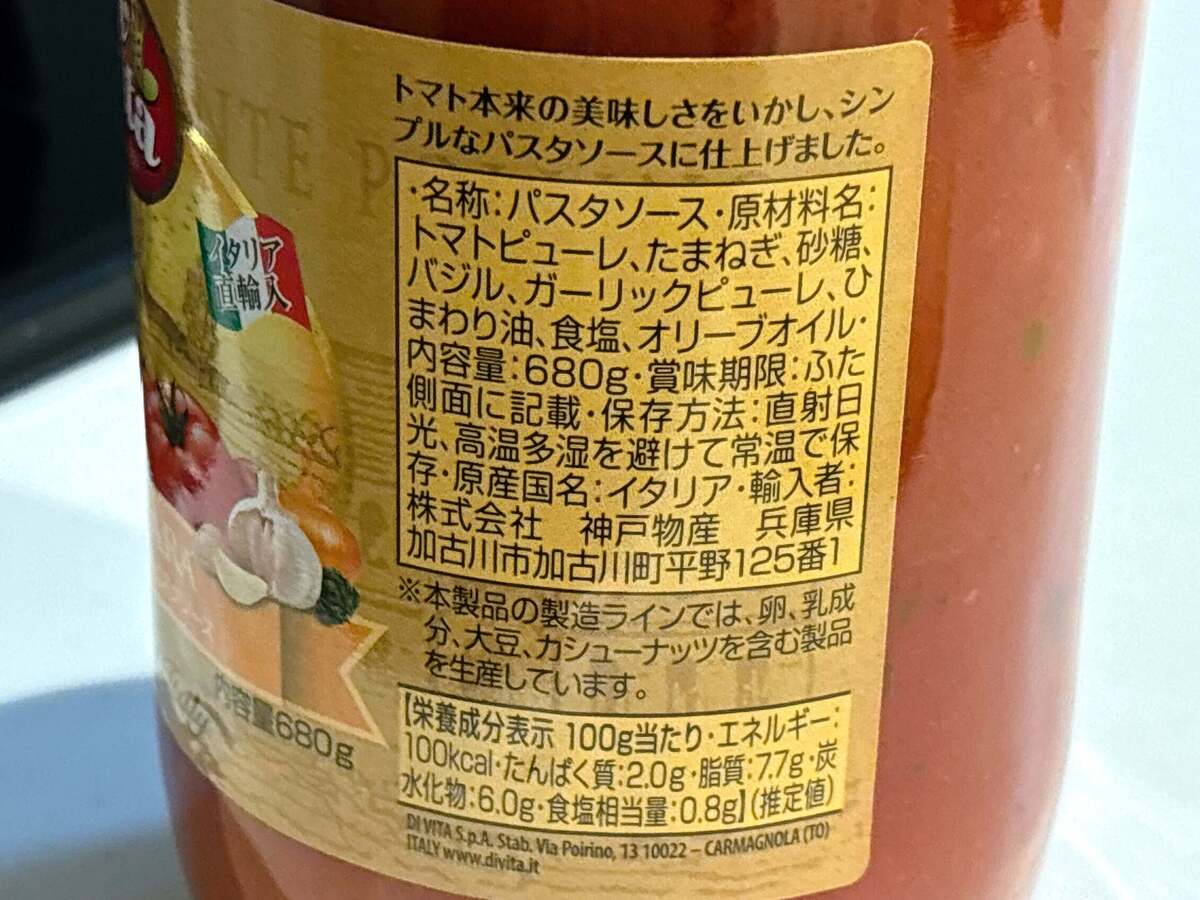 トマト本来の美味しさをいかし、シン
プルなパスタソースに仕上げました。
・名称:パスタソース・原材料名:
トマトピューレ、たまねぎ、砂糖、
バジル、ガーリックピューレ、ひ
まわり油、食塩、オリーブオイル・
内容量:680g・賞味期限:ふた
側面に記載・保存方法:直射日
光、高温多湿を避けて常温で保
存・原産国名:イタリア・輸入者:
株式会社 神戸物産 兵庫県
加古川市加古川町平野125番1
※本製品の製造ラインでは、卵、乳成
分、大豆、カシューナッツを含む製品
を生産しています。
【栄養成分表示 100g当たり・エネルギー:
100kcal・たんぱく質:2.0g・脂質:7.7g・炭
水化物:6.0g・食塩相当量:0.8g】(推定値)
DI VITA S.p.A. Stab. Via Poirino, 13 10022 – CARMAGNOLA (TO)
ITALY www.divita.it
イタリア
直輸入
内容量680g